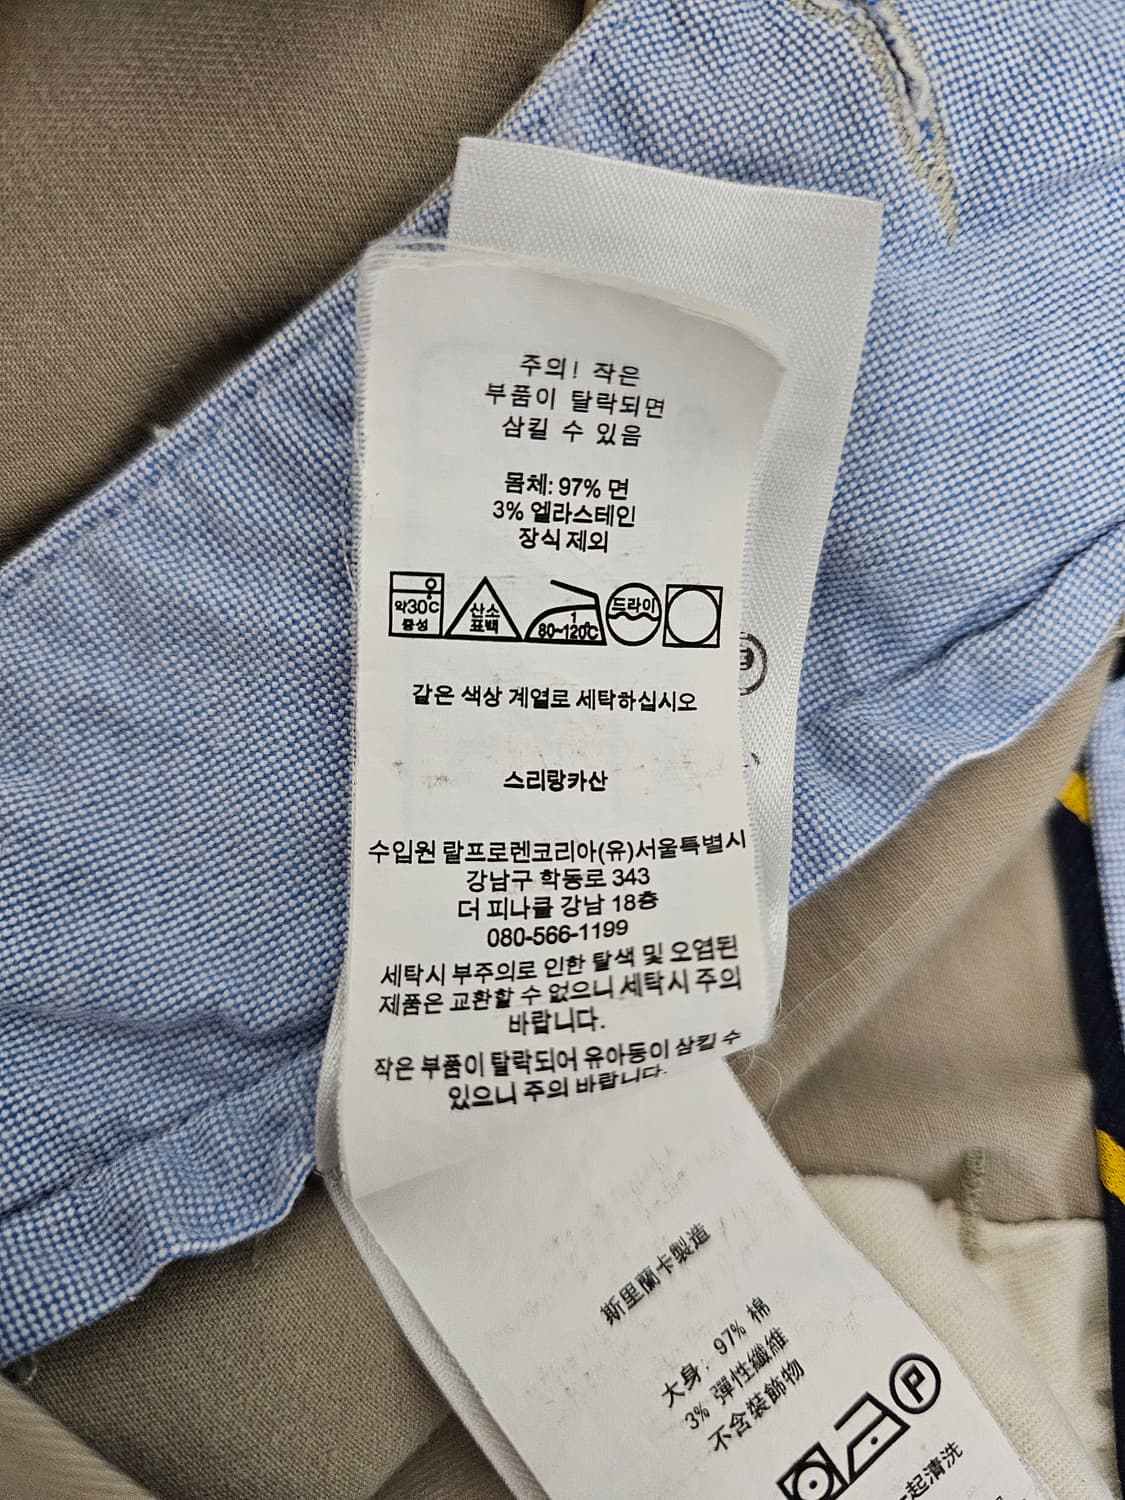 주의! 작은
부품이 탈락되면
삼킬 수 있음
몸체: 97% 면
3% 엘라스테인
장식 제외
약30℃
중성
산소
표백
1
80~120℃
드라이
같은 색상 계열로 세탁하십시오
스리랑카산
수입원 랄프로렌코리아(유)서울특별시
강남구 학동로 343
더 피나클 강남 18층
080-566-1199
세탁시 부주의로 인한 탈색 및 오염된
제품은 교환할 수 없으니 세탁시 주의
바랍니다.
작은 부품이 탈락되어 유아동이 삼킬 수
있으니 주의 바랍니다.
斯里蘭卡製造
大身: 97% 棉
3% 彈性纖維
不含裝飾物
P
一起清洗